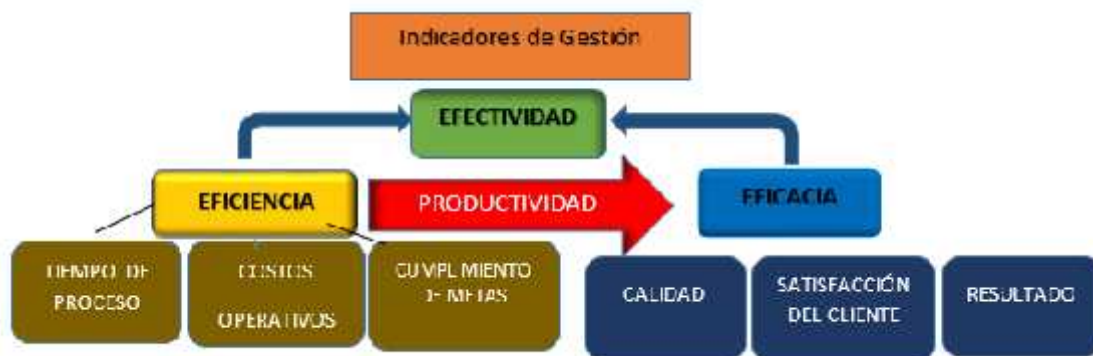 Indicadores de Gestión
EFECTIVIDAD
EFICIENCIA
PRODUCTIVIDAD
EFICACIA
TIEMPO DE
PROCESO
COSTOS
OPERATIVOS
CUMPLIMIENTO
DE METAS
CALIDAD
SATISFACCIÓN
DEL CLIENTE
RESULTADO